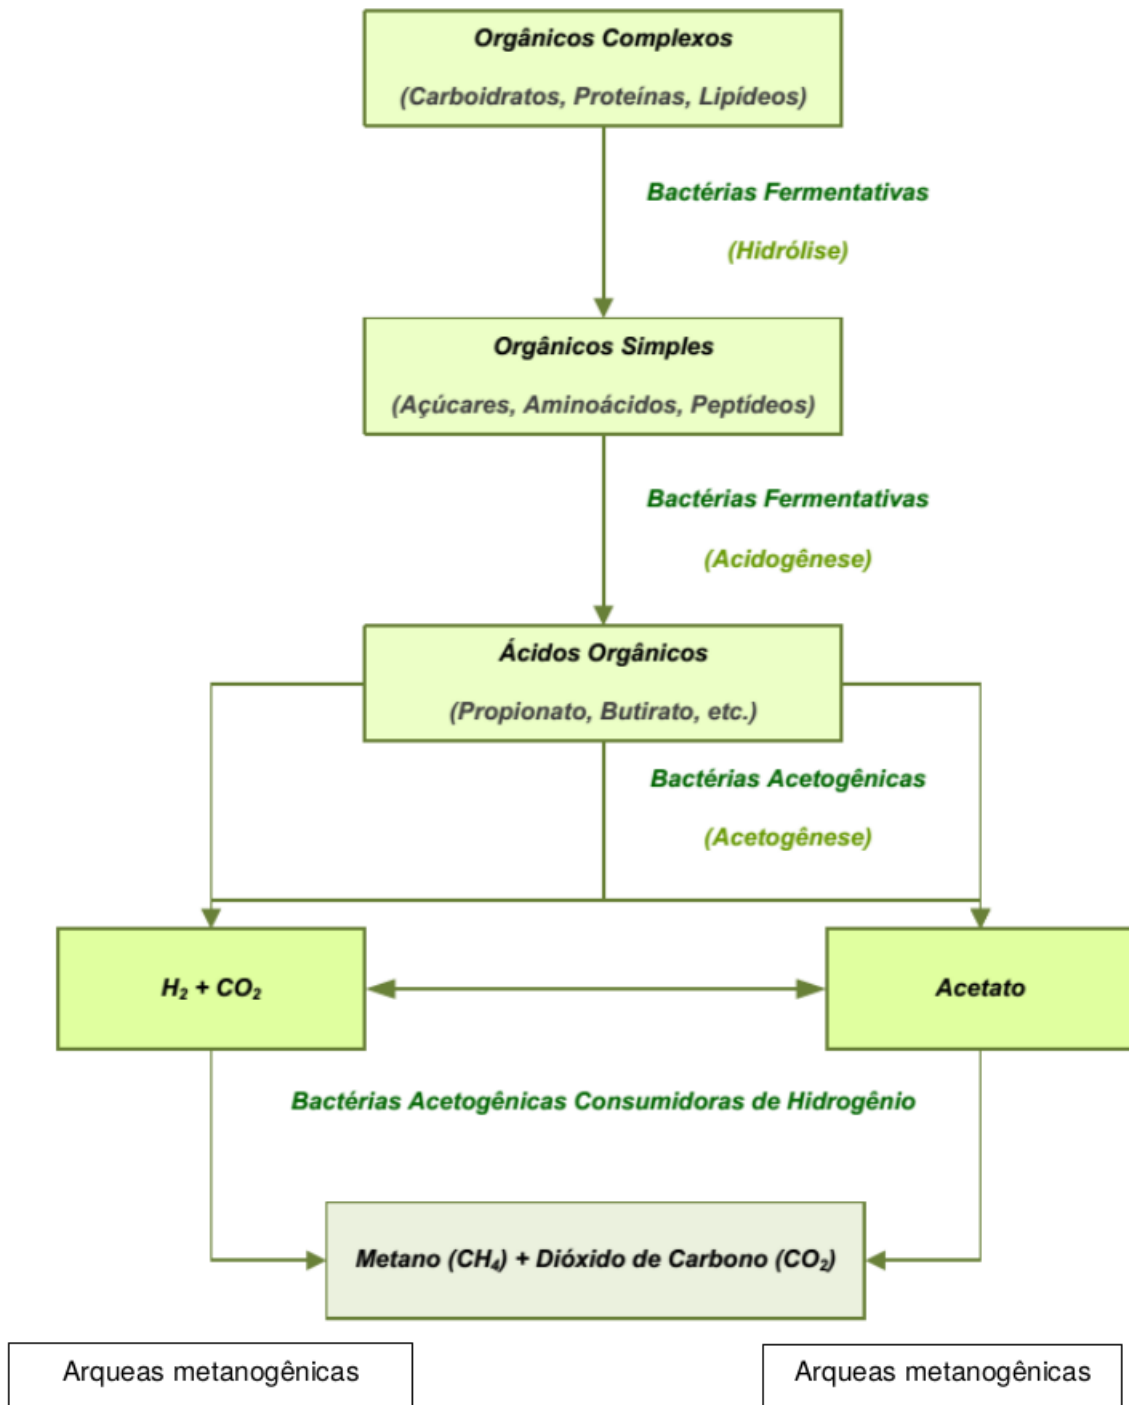 Orgânicos Complexos
(Carboidratos, Proteínas, Lipídeos)
Bactérias Fermentativas
(Hidrólise)
Orgânicos Simples
(Açúcares, Aminoácidos, Peptídeos)
Bactérias Fermentativas
(Acidogênese)
Ácidos Orgânicos
(Propionato, Butirato, etc.)
Bactérias Acetogênicas
(Acetogênese)
H₂ + CO₂
Acetato
Bactérias Acetogênicas Consumidoras de Hidrogênio
Metano (CH₄) + Dióxido de Carbono (CO₂)
Arqueas metanogênicas
Arqueas metanogênicas